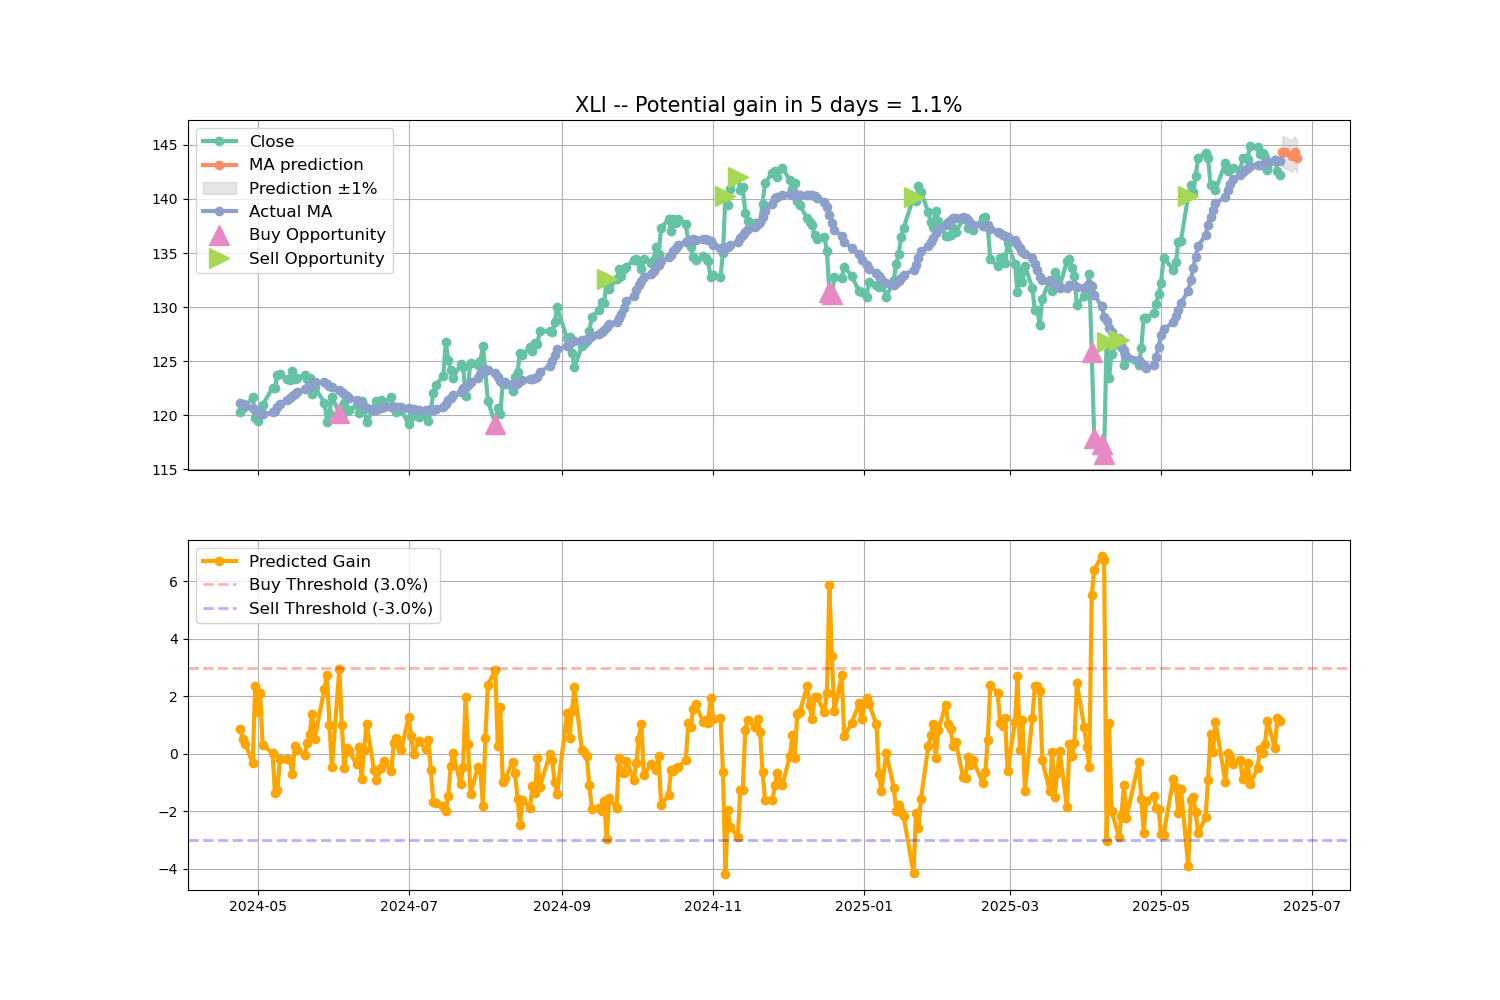 XLI -- Potential gain in 5 days = 1.1%
145
140
135
130
125
120
115
Close
MA prediction
Prediction ±1%
Actual MA
Buy Opportunity
Sell Opportunity
6
4
2
0
−2
−4
Predicted Gain
Buy Threshold (3.0%)
Sell Threshold (-3.0%)
2024-05
2024-07
2024-09
2024-11
2025-01
2025-03
2025-05
2025-07